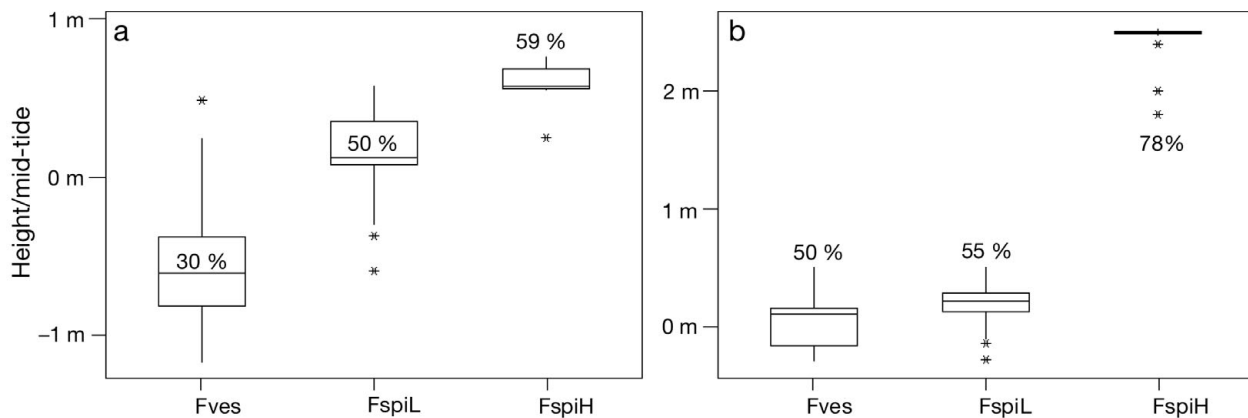 a
Height/mid-tide
1 m
0 m
–1 m
30 %
50 %
59 %
Fves
FspiL
FspiH
b
2 m
1 m
0 m
50 %
55 %
78%
Fves
FspiL
FspiH